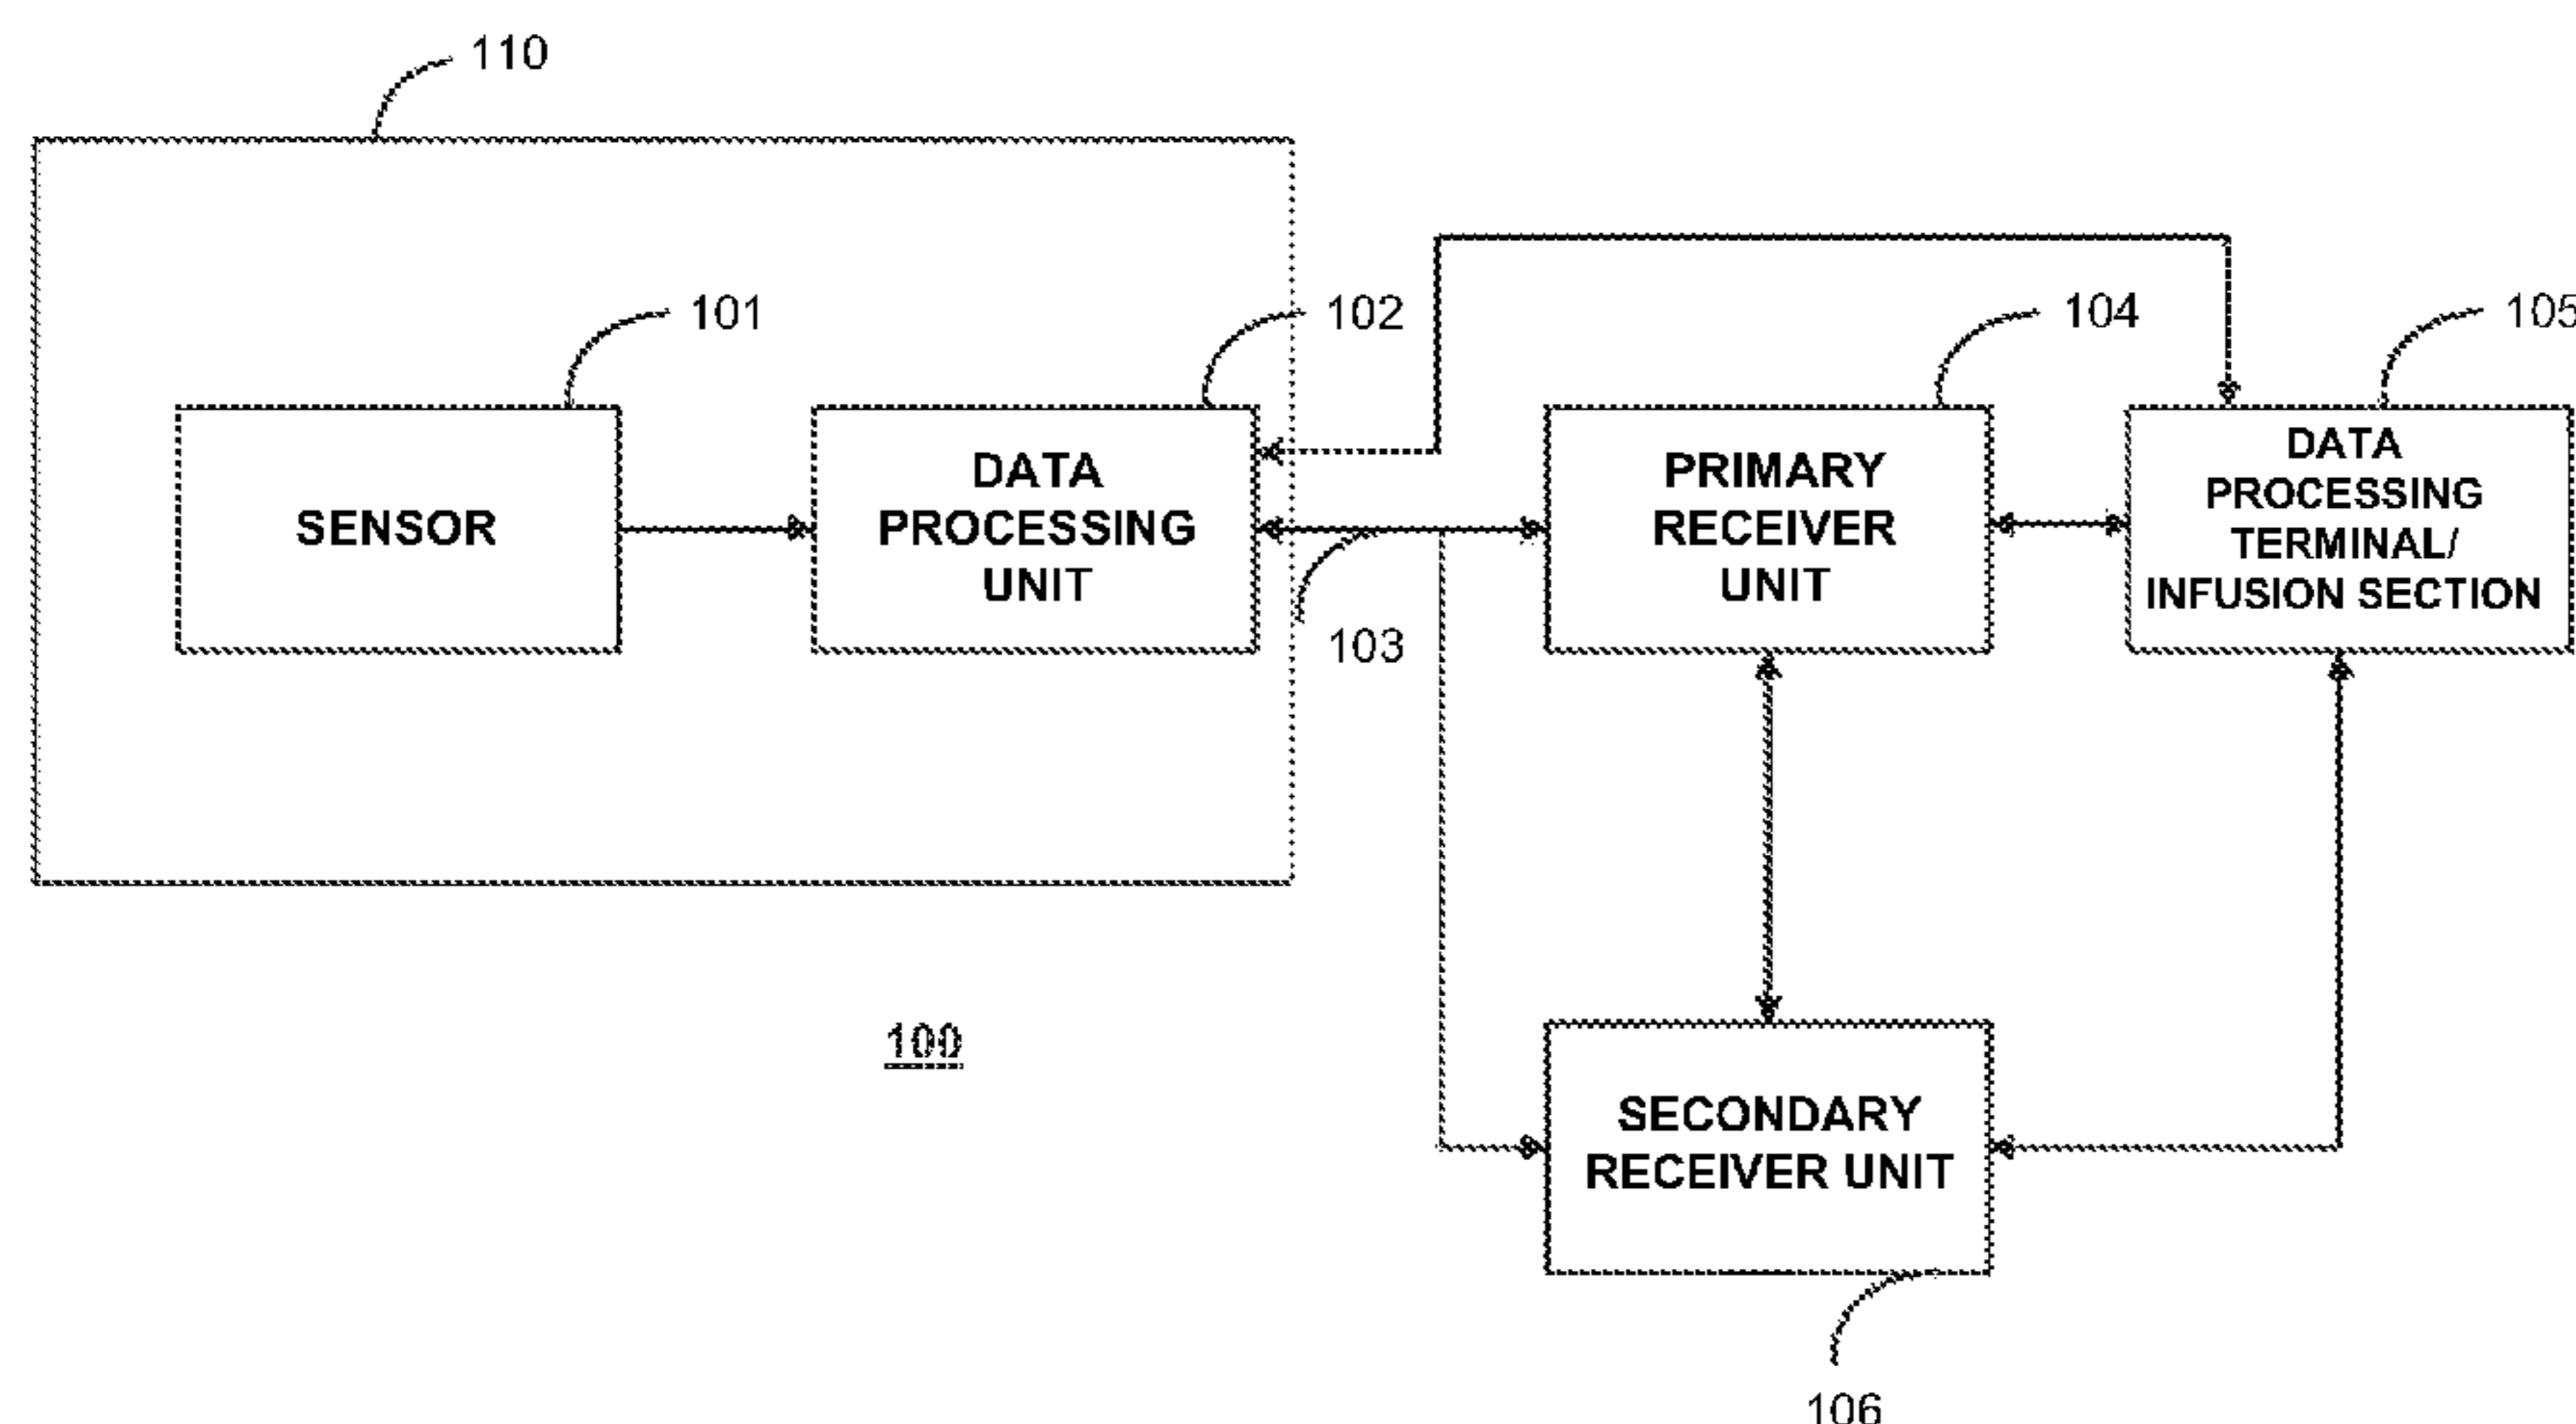 110
101
102
104
105
SENSOR
DATA
PROCESSING
UNIT
PRIMARY
RECEIVER
UNIT
DATA
PROCESSING
TERMINAL/
INFUSION SECTION
103
100
SECONDARY
RECEIVER UNIT
106